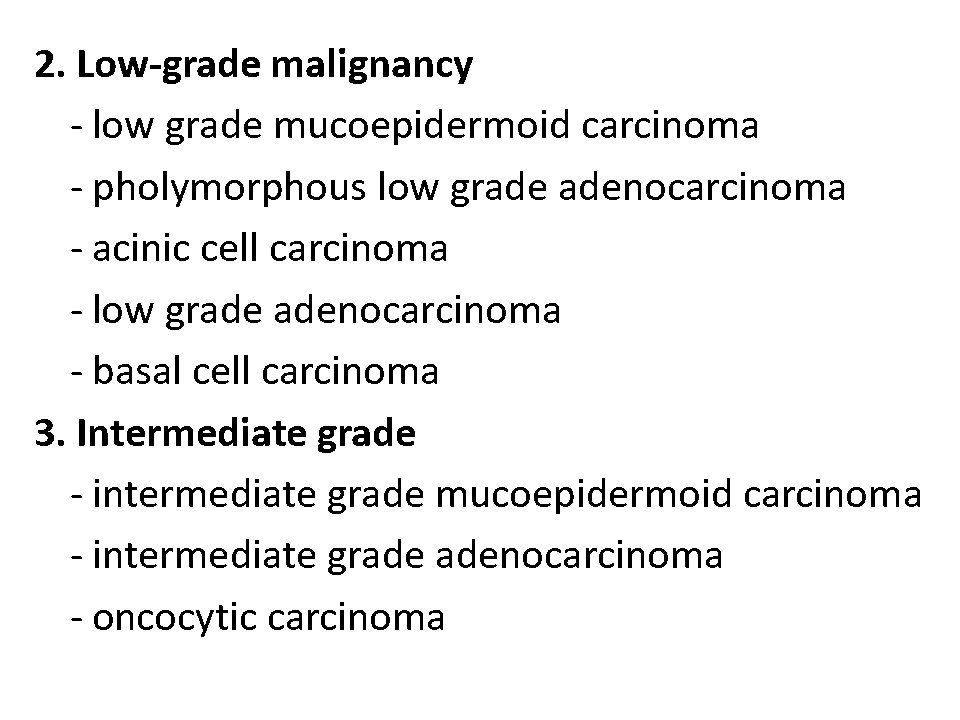 2. Low-grade malignancy
- low grade mucoepidermoid carcinoma
- pholymorphous low grade adenocarcinoma
- acinic cell carcinoma
- low grade adenocarcinoma
- basal cell carcinoma
3. Intermediate grade
- intermediate grade mucoepidermoid carcinoma
- intermediate grade adenocarcinoma
- oncocytic carcinoma